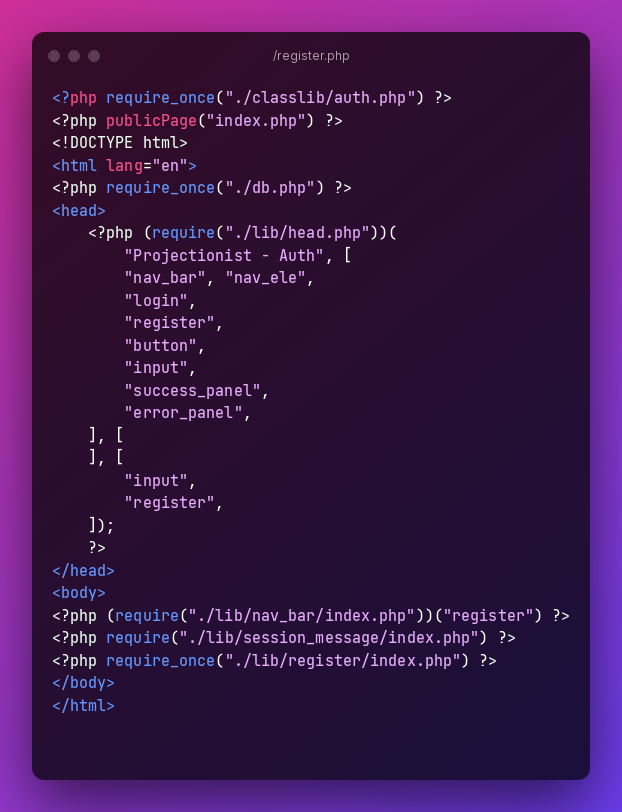 /register.php
<?php require_once("./classlib/auth.php") ?>
<?php publicPage("index.php") ?>
<!DOCTYPE html>
<html lang="en">
<?php require_once("./db.php") ?>
<head>
    <?php (require("./lib/head.php"))(
        "Projectionist - Auth", [
        "nav_bar", "nav_ele",
        "login",
        "register",
        "button",
        "input",
        "success_panel",
        "error_panel",
    ], [
    ], [
        "input",
        "register",
    ]);
    ?>
</head>
<body>
<?php (require("./lib/nav_bar/index.php"))("register") ?>
<?php require("./lib/session_message/index.php") ?>
<?php require_once("./lib/register/index.php") ?>
</body>
</html>